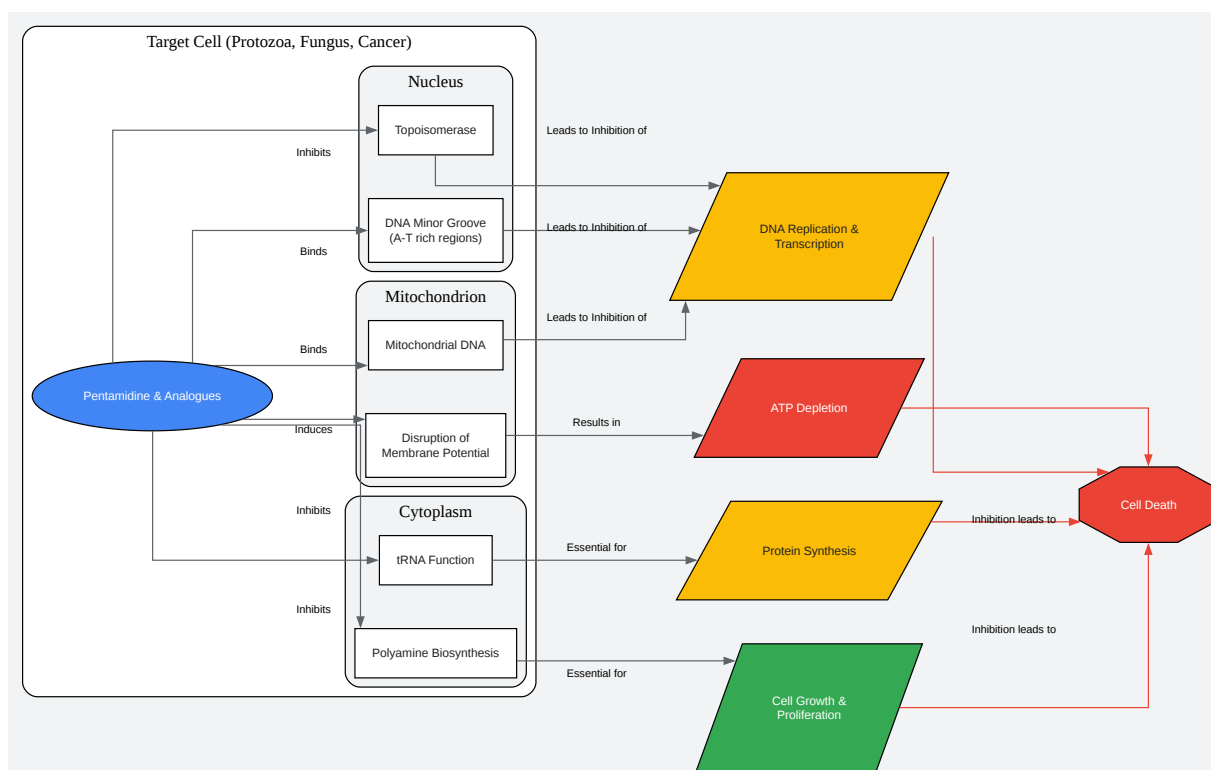 Target Cell (Protozoa, Fungus, Cancer)
Nucleus
Topoisomerase
Leads to Inhibition of
Inhibits
DNA Minor Groove
(A-T rich regions)
Leads to Inhibition of
DNA Replication &
Transcription
Binds
Mitochondrion
Leads to Inhibition of
Mitochondrial DNA
Binds
Pentamidine & Analogues
ATP Depletion
Results in
Induces
Disruption of
Membrane Potential
Cell Death
Inhibits
Cytoplasm
Inhibition leads to
tRNA Function
Essential for
Protein Synthesis
Inhibits
Inhibition leads to
Polyamine Biosynthesis
Essential for
Cell Growth &
Proliferation